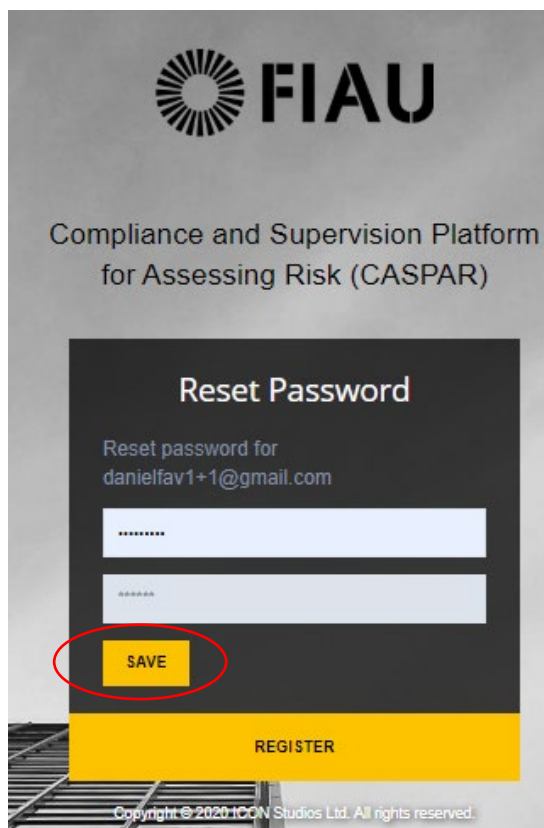 FIAU
Compliance and Supervision Platform
for Assessing Risk (CASPAR)
Reset Password
Reset password for
danielfav1+1@gmail.com
•••••••••
******
SAVE
REGISTER
Copyright © 2020 ICON Studios Ltd. All rights reserved.